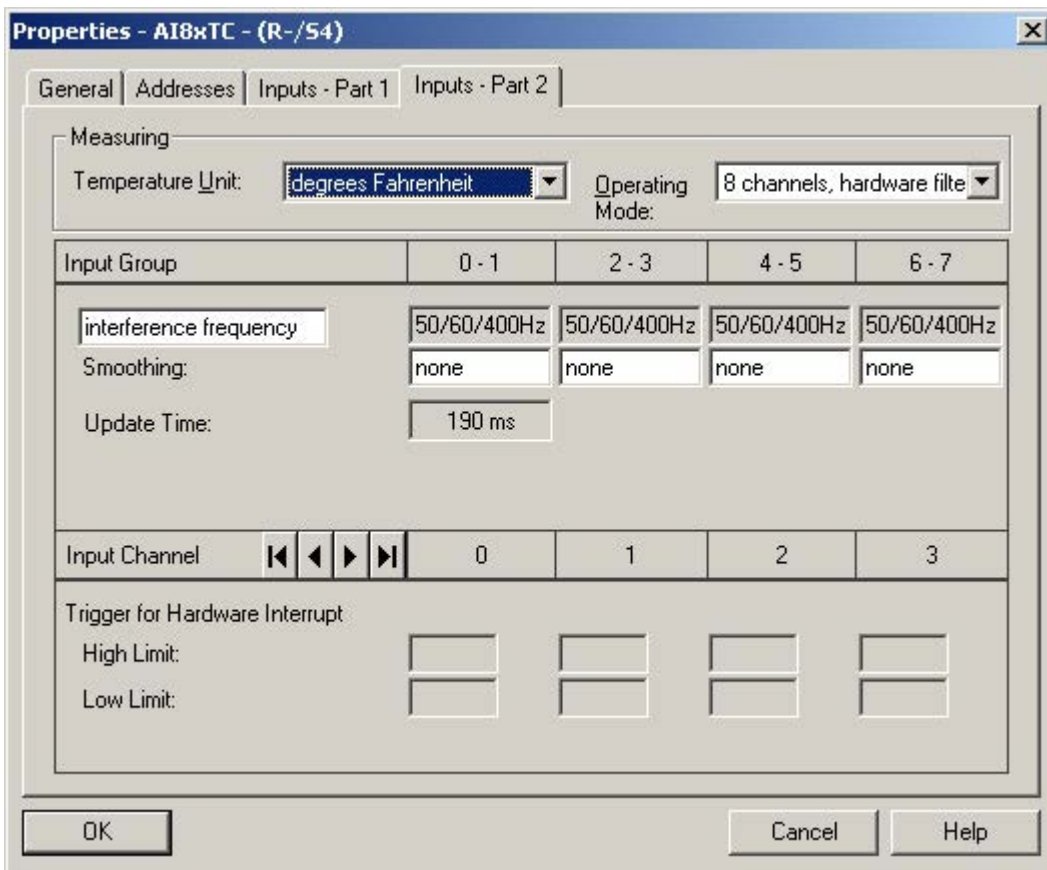 Properties - AI8xTC - (R-/S4)
General Addresses Inputs - Part 1 Inputs - Part 2
Measuring
Temperature Unit: degrees Fahrenheit Operating Mode: 8 channels, hardware filte
Input Group 0 - 1 2 - 3 4 - 5 6 - 7
interference frequency 50/60/400Hz 50/60/400Hz 50/60/400Hz 50/60/400Hz
Smoothing: none none none none
Update Time: 190 ms
Input Channel 0 1 2 3
Trigger for Hardware Interrupt
High Limit:
Low Limit:
OK Cancel Help